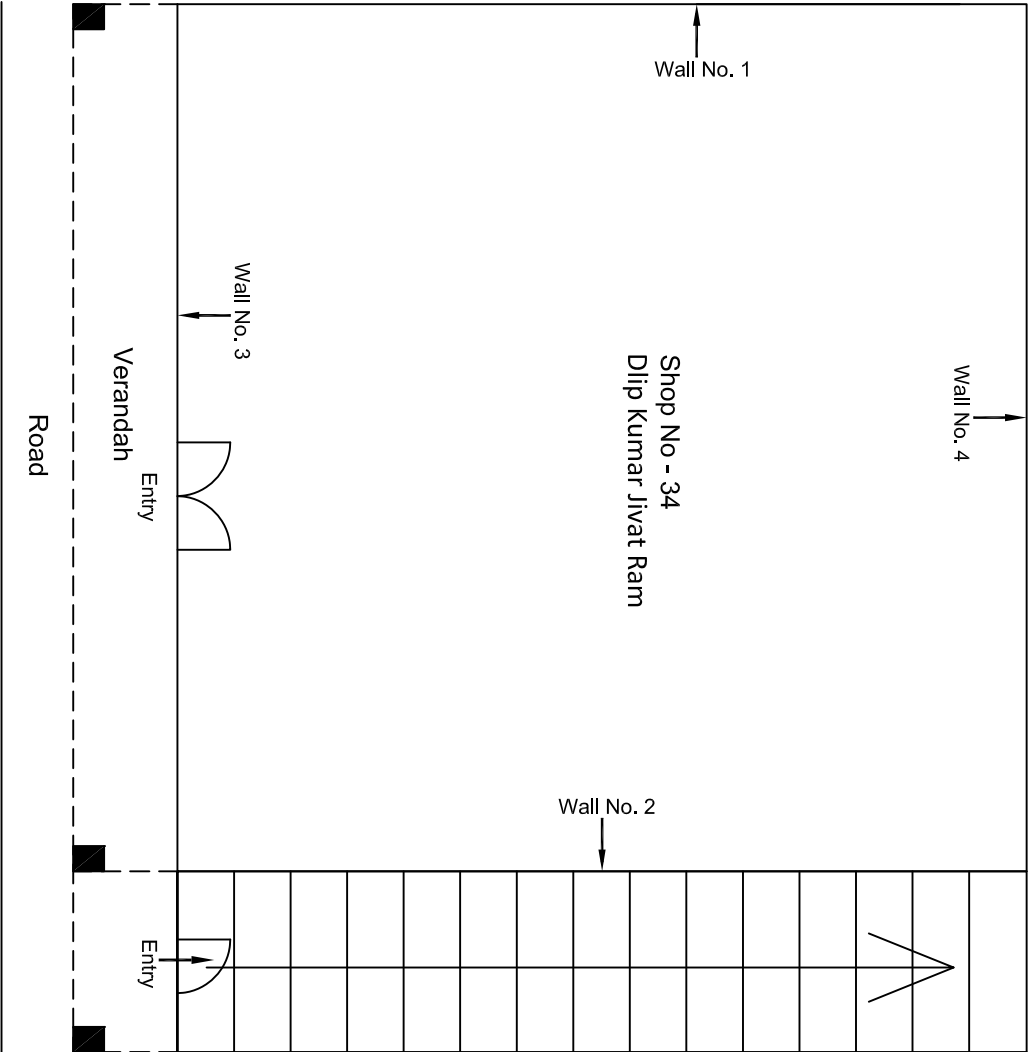 Wall No. 1
Wall No. 3
Wall No. 4
Shop No - 34
Dlip Kumar Jivat Ram
Verandah
Entry
Road
Wall No. 2
Entry